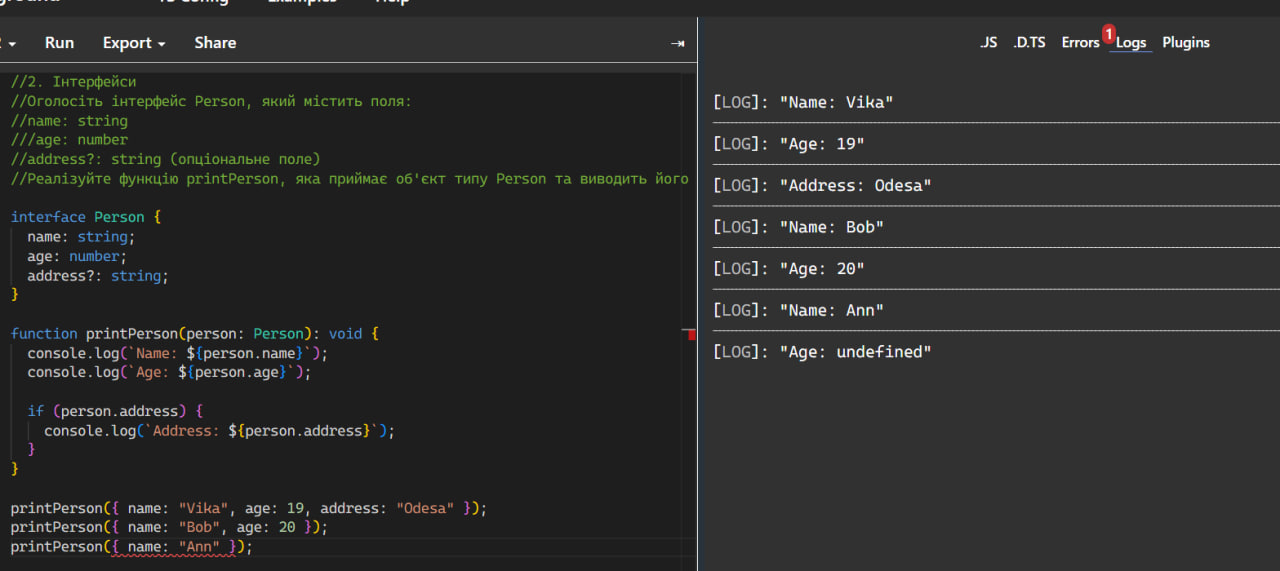 Run
Export
Share
.JS
.D.TS
Errors
1
Logs
Plugins
//2. Інтерфейси
//Оголосіть інтерфейс Person, який містить поля:
//name: string
///age: number
//address?: string (опціональне поле)
//Реалізуйте функцію printPerson, яка приймає об'єкт типу Person та виводить його
interface Person {
  name: string;
  age: number;
  address?: string;
}
function printPerson(person: Person): void {
  console.log(`Name: ${person.name}`);
  console.log(`Age: ${person.age}`);
  if (person.address) {
    console.log(`Address: ${person.address}`);
  }
}
printPerson({ name: "Vika", age: 19, address: "Odesa" });
printPerson({ name: "Bob", age: 20 });
printPerson({ name: "Ann" });
[LOG]: "Name: Vika"
[LOG]: "Age: 19"
[LOG]: "Address: Odesa"
[LOG]: "Name: Bob"
[LOG]: "Age: 20"
[LOG]: "Name: Ann"
[LOG]: "Age: undefined"